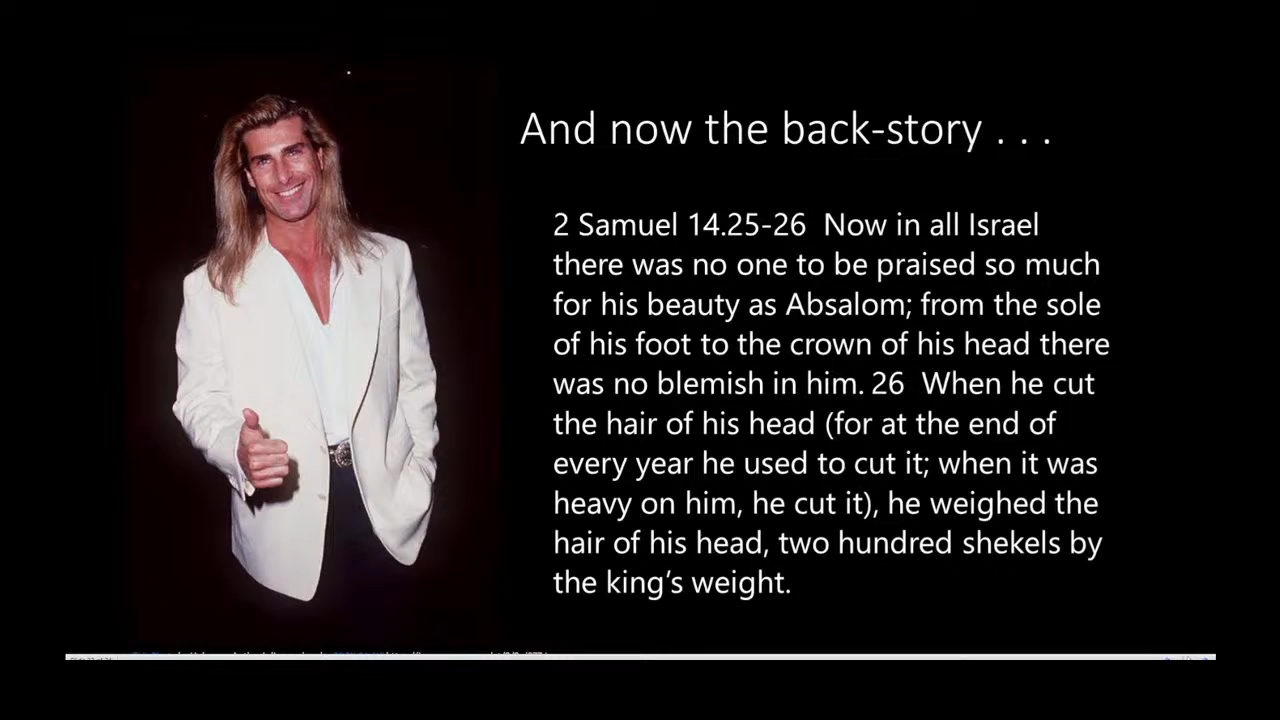 And now the back-story . . .
2 Samuel 14.25-26  Now in all Israel
there was no one to be praised so much
for his beauty as Absalom; from the sole
of his foot to the crown of his head there
was no blemish in him. 26  When he cut
the hair of his head (for at the end of
every year he used to cut it; when it was
heavy on him, he cut it), he weighed the
hair of his head, two hundred shekels by
the king’s weight.